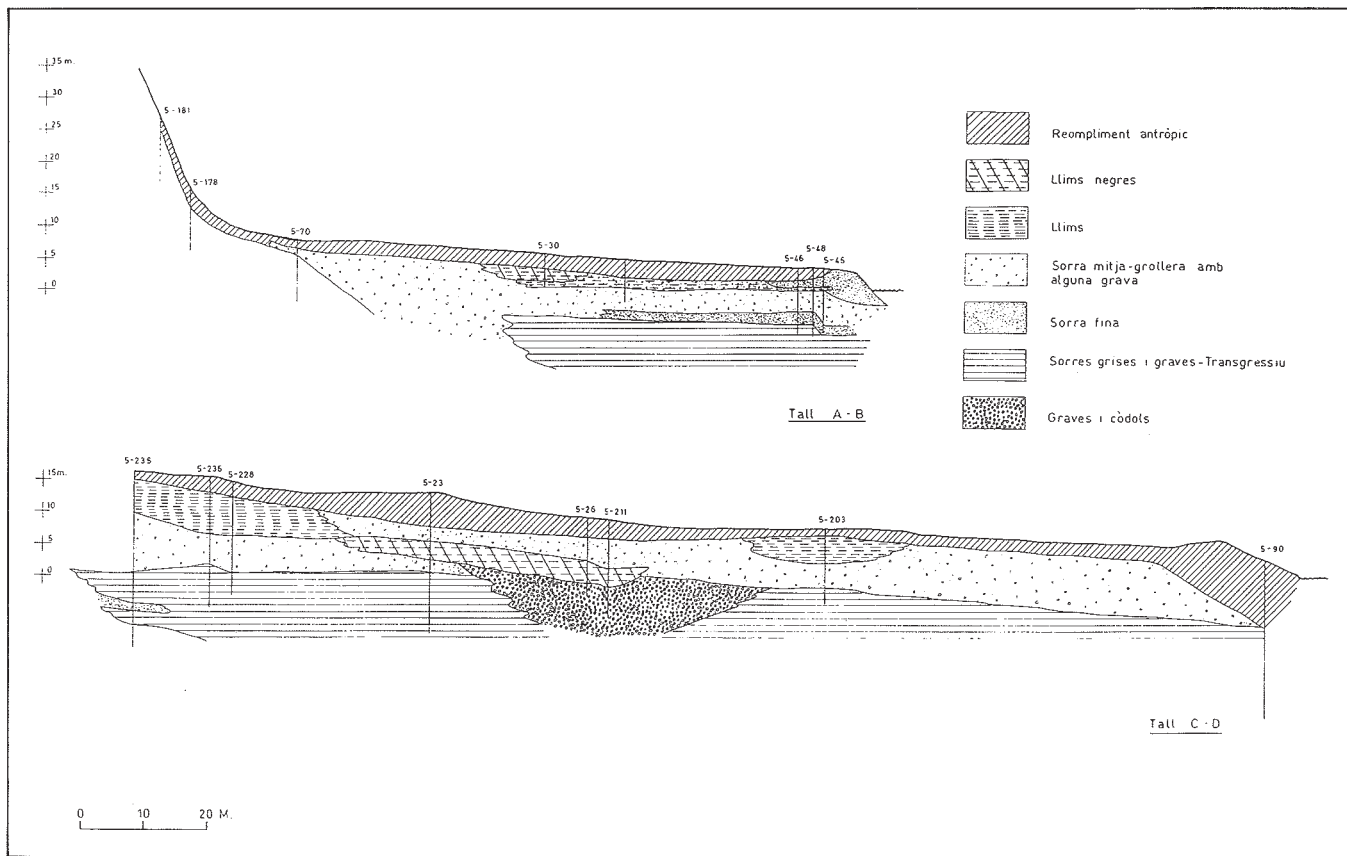 35 m.
30
25
20
15
10
5
0
S-181
S-178
S-70
S-30
S-46
S-48
S-45
Reompliment antròpic
Llims negres
Llims
Sorra mitja-grollera amb
alguna grava
Sorra fina
Sorres grises i graves-Transgressiu
Graves i còdols
Tall A-B
15m.
10
5
0
S-235
S-236
S-228
S-23
S-26
S-211
S-203
S-90
Tall C-D
0 10 20 M.